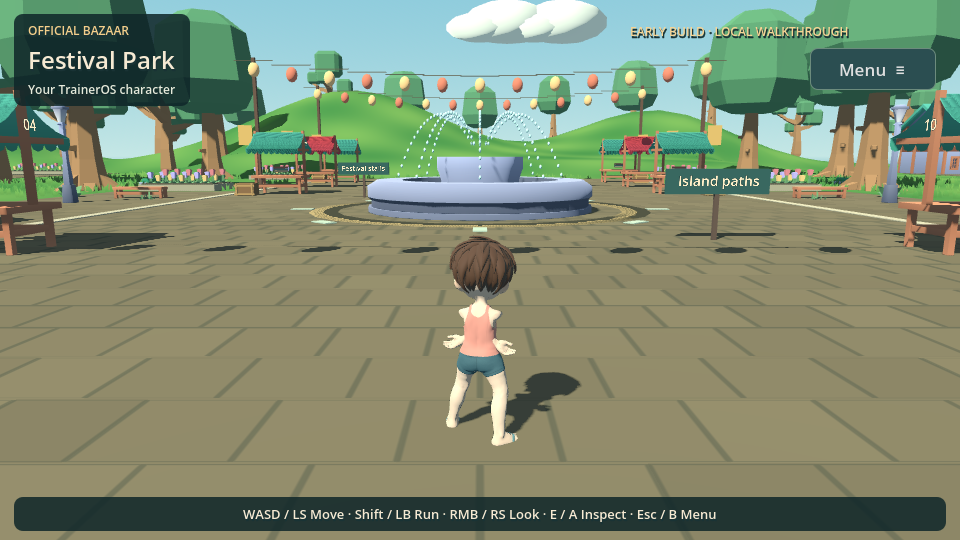 OFFICIAL BAZAAR
Festival Park
Your TrainerOS character
EARLY BUILD · LOCAL WALKTHROUGH
Menu ≡
04
10
Festival stalls
Island paths
WASD / LS Move · Shift / LB Run · RMB / RS Look · E / A Inspect · Esc / B Menu